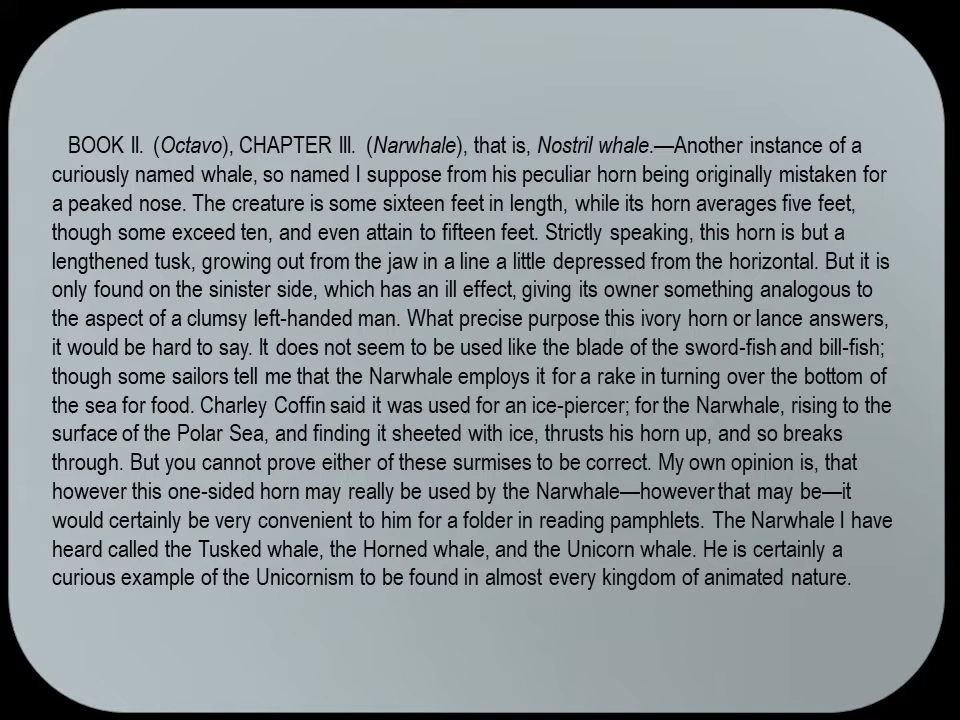 BOOK II. (Octavo), CHAPTER III. (Narwhale), that is, Nostril whale.—Another instance of a
curiously named whale, so named I suppose from his peculiar horn being originally mistaken for
a peaked nose. The creature is some sixteen feet in length, while its horn averages five feet,
though some exceed ten, and even attain to fifteen feet. Strictly speaking, this horn is but a
lengthened tusk, growing out from the jaw in a line a little depressed from the horizontal. But it is
only found on the sinister side, which has an ill effect, giving its owner something analogous to
the aspect of a clumsy left-handed man. What precise purpose this ivory horn or lance answers,
it would be hard to say. It does not seem to be used like the blade of the sword-fish and bill-fish;
though some sailors tell me that the Narwhale employs it for a rake in turning over the bottom of
the sea for food. Charley Coffin said it was used for an ice-piercer; for the Narwhale, rising to the
surface of the Polar Sea, and finding it sheeted with ice, thrusts his horn up, and so breaks
through. But you cannot prove either of these surmises to be correct. My own opinion is, that
however this one-sided horn may really be used by the Narwhale—however that may be—it
would certainly be very convenient to him for a folder in reading pamphlets. The Narwhale I have
heard called the Tusked whale, the Horned whale, and the Unicorn whale. He is certainly a
curious example of the Unicornism to be found in almost every kingdom of animated nature.